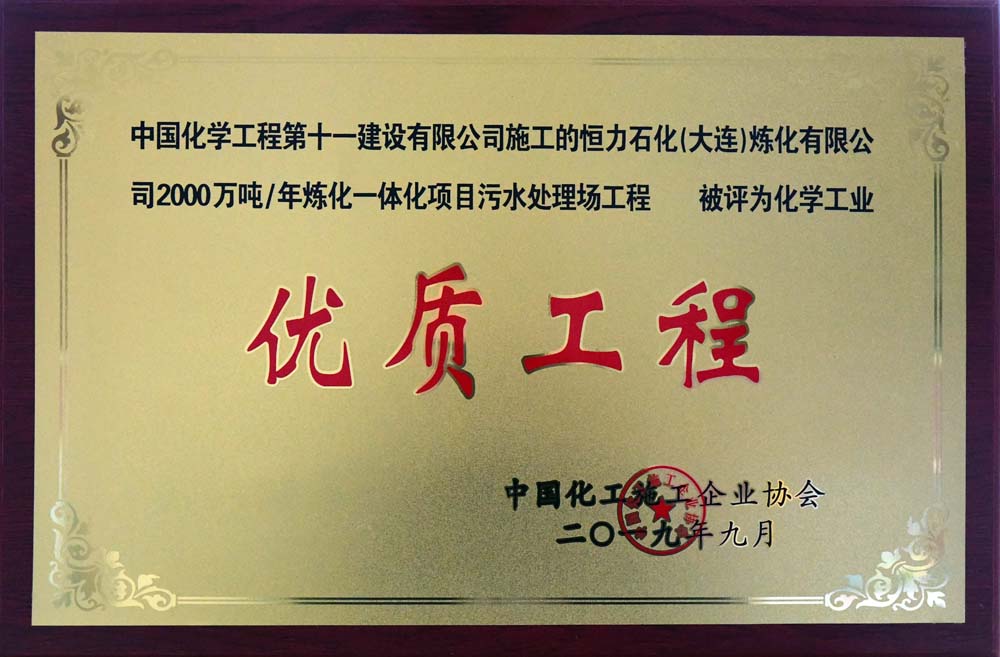 中国化学工程第十一建设有限公司施工的恒力石化(大连)炼化有限公
司2000万吨/年炼化一体化项目污水处理场工程 被评为化学工业
优质工程
中国化工施工企业协会
二〇一九年九月